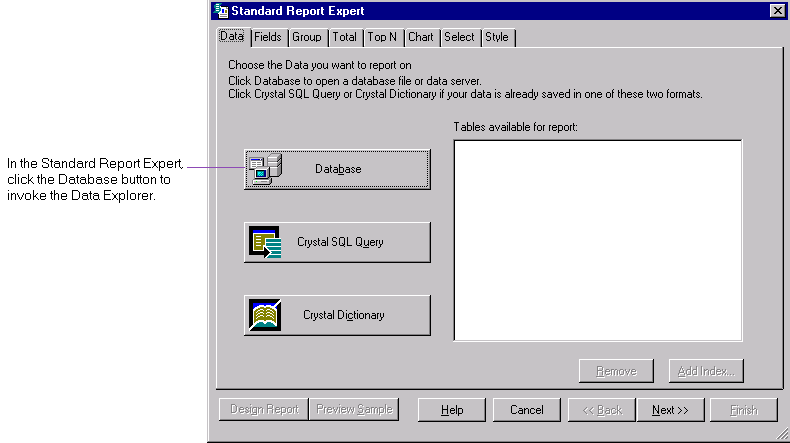 Standard Report Expert
Data Fields Group Total Top N Chart Select Style
Choose the Data you want to report on
Click Database to open a database file or data server.
Click Crystal SQL Query or Crystal Dictionary if your data is already saved in one of these two formats.
Tables available for report:
In the Standard Report Expert,
click the Database button to
invoke the Data Explorer.
Database
Crystal SQL Query
Crystal Dictionary
Remove Add Index...
Design Report Preview Sample Help Cancel << Back Next >> Finish